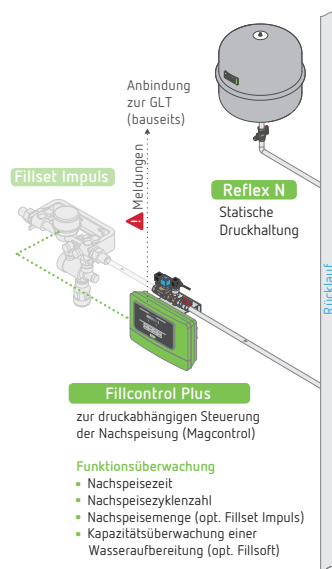 Anbindung
zur GLT
(bauseits)
Meldungen
Fillset Impuls
Reflex N
Statische
Druckhaltung
Rücklauf
Fillcontrol Plus
zur druckabhängigen Steuerung
der Nachspeisung (Magcontrol)
Funktionsüberwachung
▪ Nachspeisezeit
▪ Nachspeisezyklenzahl
▪ Nachspeisemenge (opt. Fillset Impuls)
▪ Kapazitätsüberwachung einer
Wasseraufbereitung (opt. Fillsoft)